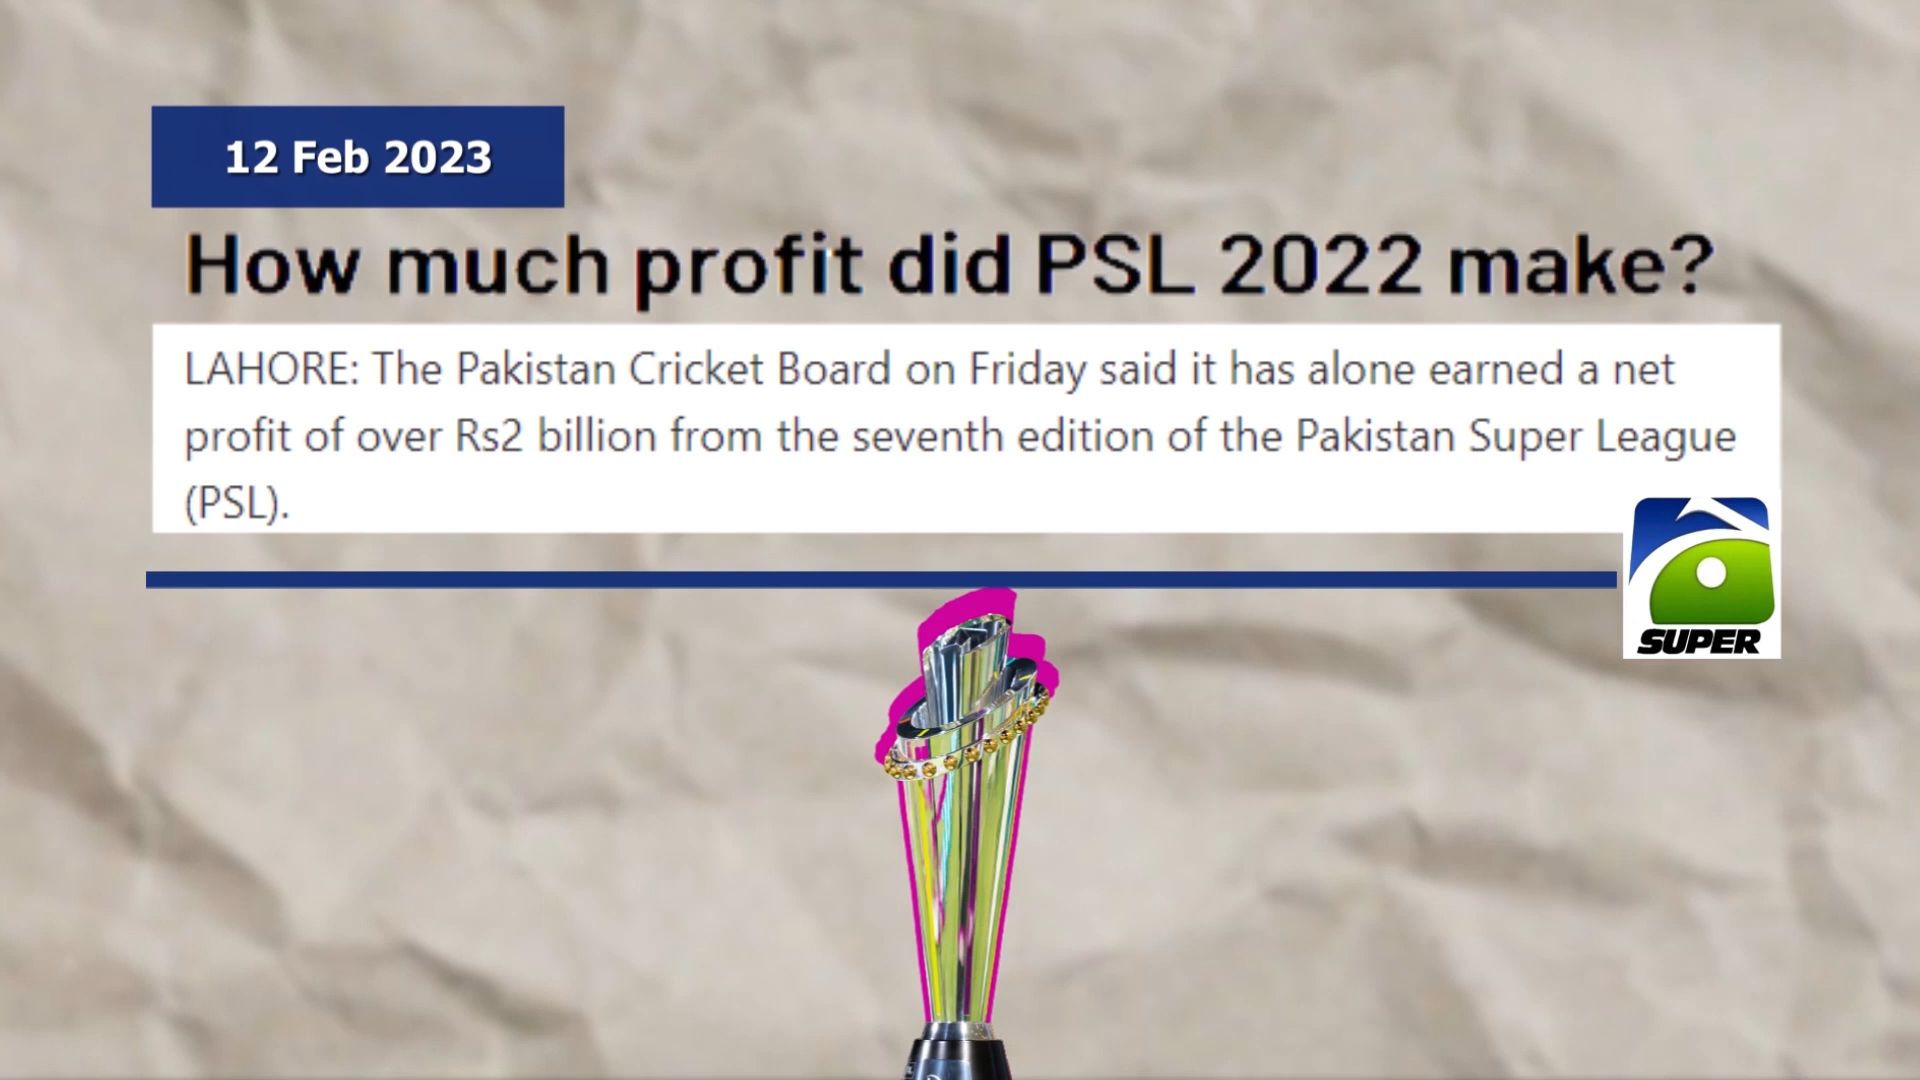 12 Feb 2023
How much profit did PSL 2022 make?
LAHORE: The Pakistan Cricket Board on Friday said it has alone earned a net
profit of over Rs2 billion from the seventh edition of the Pakistan Super League
(PSL).
SUPER